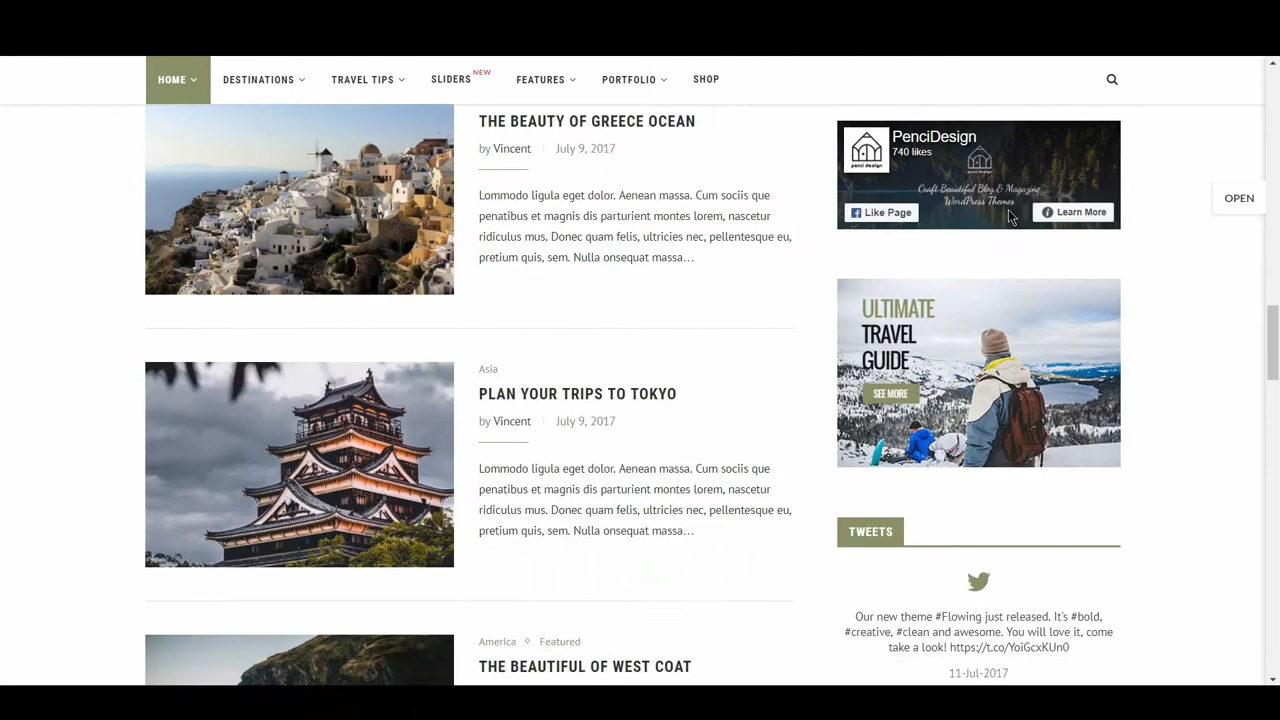 HOME
DESTINATIONS
TRAVEL TIPS
SLIDERS NEW
FEATURES
PORTFOLIO
SHOP
THE BEAUTY OF GREECE OCEAN
by Vincent July 9, 2017
Lommodo ligula eget dolor. Aenean massa. Cum sociis que
penatibus et magnis dis parturient montes lorem, nascetur
ridiculus mus. Donec quam felis, ultricies nec, pellentesque eu,
pretium quis, sem. Nulla onsequat massa...
Asia
PLAN YOUR TRIPS TO TOKYO
by Vincent July 9, 2017
Lommodo ligula eget dolor. Aenean massa. Cum sociis que
penatibus et magnis dis parturient montes lorem, nascetur
ridiculus mus. Donec quam felis, ultricies nec, pellentesque eu,
pretium quis, sem. Nulla onsequat massa...
America Featured
THE BEAUTIFUL OF WEST COAT
PenciDesign
740 likes
penci design
penci design
Craft Beautiful Blog & Magazine
WordPress Themes
Like Page
Learn More
OPEN
ULTIMATE
TRAVEL
GUIDE
SEE MORE
TWEETS
Our new theme #Flowing just released. It's #bold,
#creative, #clean and awesome. You will love it, come
take a look! https://t.co/YoiGcxKUn0
11-Jul-2017